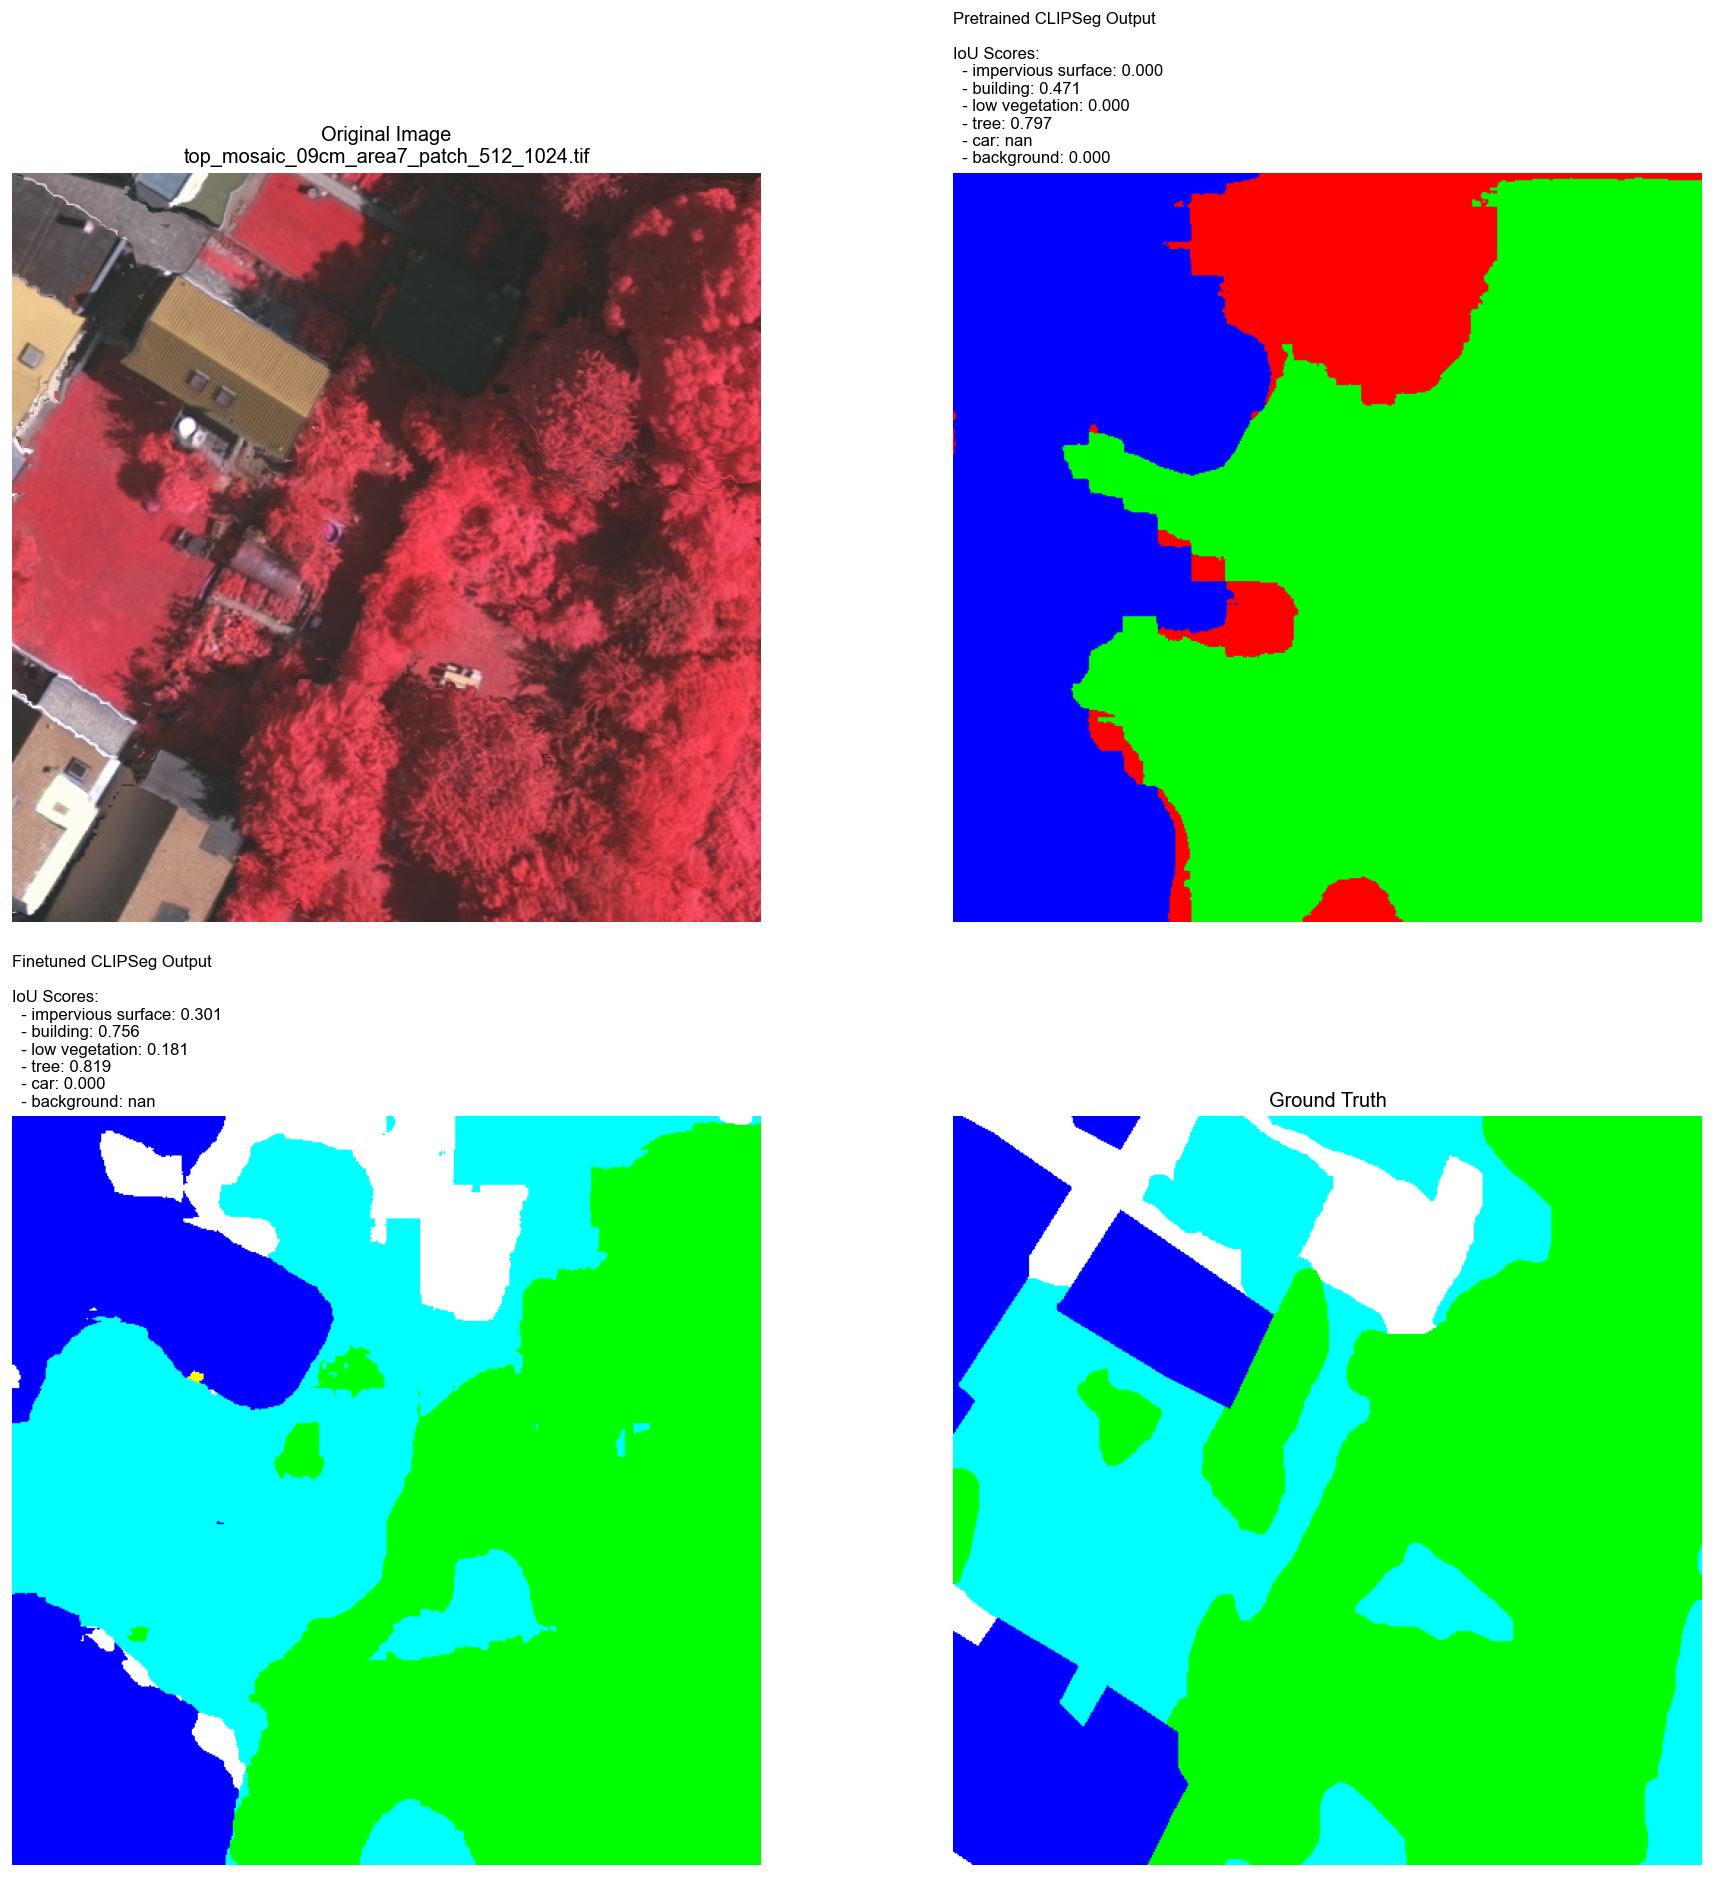 Pretrained CLIPSeg Output
IoU Scores:
- impervious surface: 0.000
- building: 0.471
- low vegetation: 0.000
- tree: 0.797
- car: nan
- background: 0.000
Original Image
top_mosaic_09cm_area7_patch_512_1024.tif
Finetuned CLIPSeg Output
IoU Scores:
- impervious surface: 0.301
- building: 0.756
- low vegetation: 0.181
- tree: 0.819
- car: 0.000
- background: nan
Ground Truth